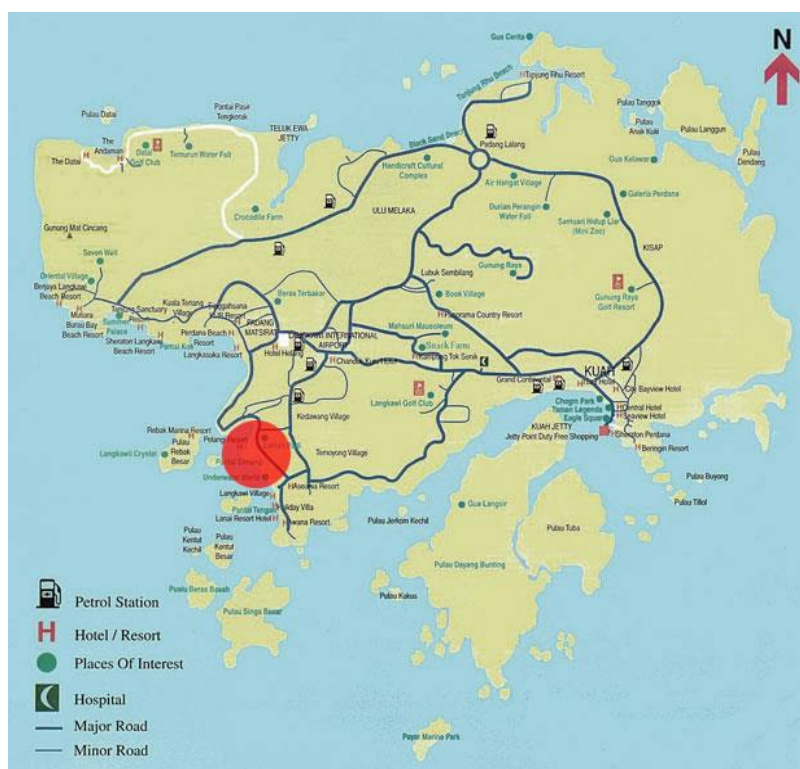 N
Gua Cerita
Tanjung Rhu Resort
Tanjung Rhu Beach
Pulau Datai
Pantai Pasir
Tengkorak
TELUK EWA
JETTY
Black Sand Beach
Padang Lalang
Pulau Tanggok
Pulau
Anak Kuli
Pulau Langgun
Pulau
Dendang
The
Andaman
The Datai
Datai
Golf Club
Temurun Water Fall
Handicraft Cultural
Complex
Gua Kelawar
Air Hangat Village
Galeria Perdana
Durian Perangin
Water Fall
Crocodile Farm
ULU MELAKA
(Mini Zoo)
KISAP
Gunung Mat Cincang
Seven Well
Oriental Village
Berjaya Langkawi
Beach Resort
Lubuk Sembilang
Gunung Raya
Beras Terbakar
Book Village
Gunung Raya
Golf Resort
Mutiara
Burau Bay
Beach Resort
Tanjung Sanctuary
Summer
Palace
Sheraton Langkawi
Beach Resort
Kuala Teriang
Village
Pantai Kok
Perdana Beach
Resort
Langkasuka Resort
PADANG
MATSIRAT
Panorama Country Resort
Mahsuri Mausoleum
INTERNATIONAL
AIRPORT
Snack Farm
Kampung Tok Senik
Hotel Helang
KUAH
Grand Continental
City Bayview Hotel
Langkawi Golf Club
Kedawang Village
Chogm Park
Taman Legenda
Eagle Square
Central Hotel
Seaview Hotel
KUAH JETTY
Jetty Point Duty Free Shopping
Sheraton Perdana
Beringin Resort
Rebak Marina Resort
Pulau
Rebak
Besar
Langkawi Crystal
Temoyong Village
Underwater World
Aseania Resort
Langkawi Village
Pantai Tengah
Holiday Villa
Lanai Resort Hotel
Awana Resort
Pulau Jerkom Kechil
Gua Langsir
Pulau Buyong
Pulau Tillol
Pulau Tuba
Pulau
Kentut
Kechil
Pulau
Kentut
Besar
Pulau Beras Basah
Pulau Singa Besar
Pulau Kukus
Pulau Dayang Bunting
Payar Marine Park
Petrol Station
H Hotel / Resort
Places Of Interest
Hospital
Major Road
Minor Road